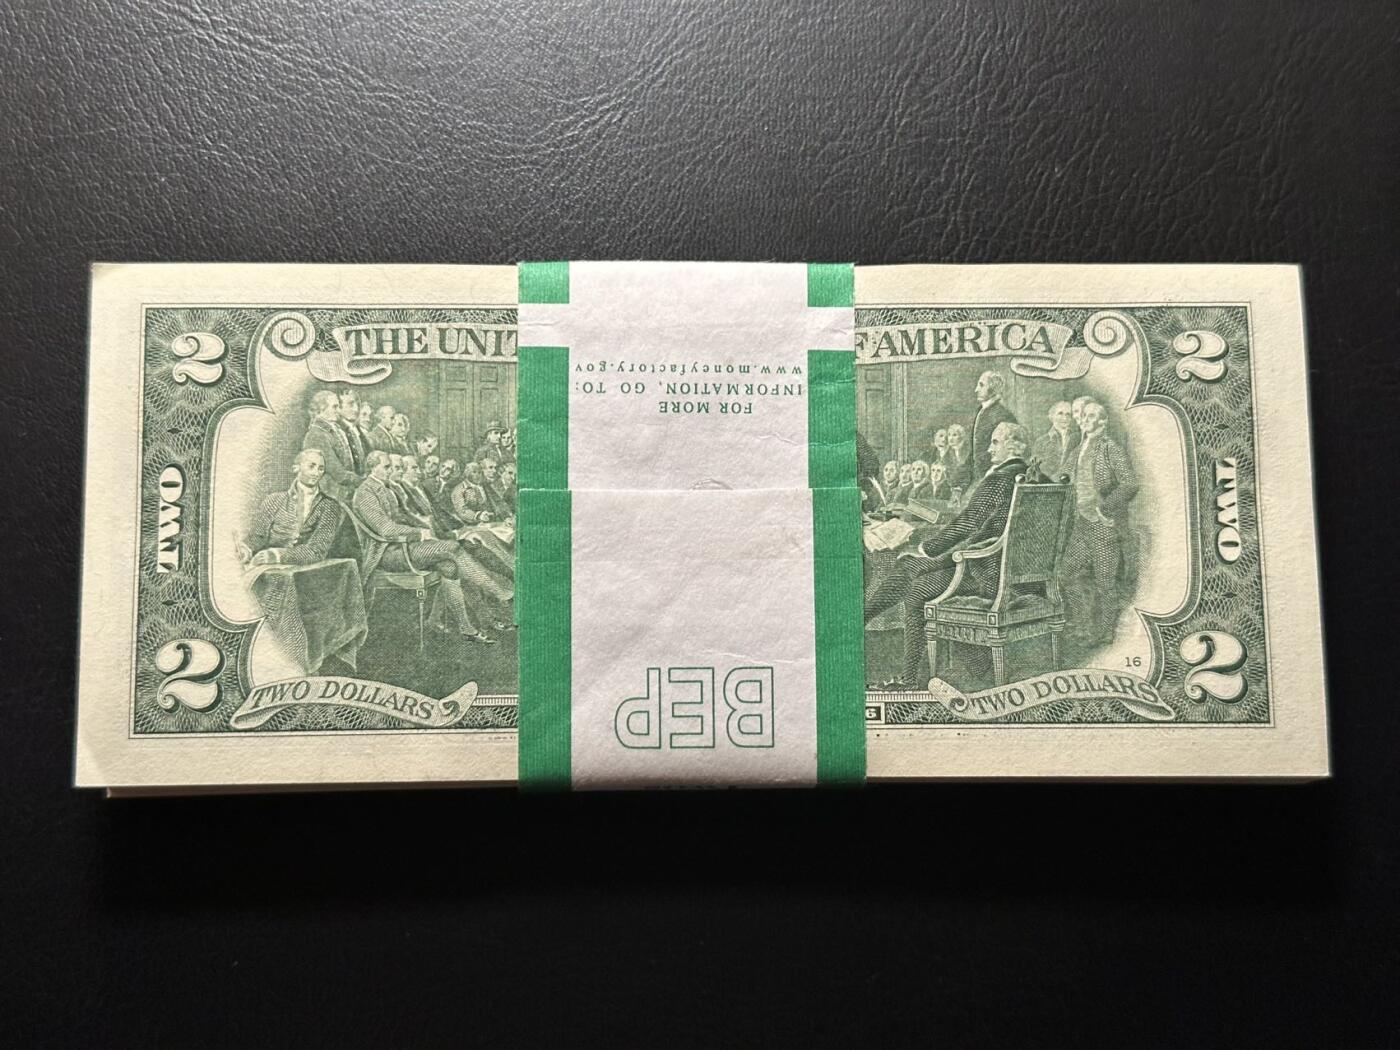 2
THE UNIT
F AMERICA
2
www.moneyfactory.gov
INFORMATION, GO TO:
FOR MORE
TWO
TWO
2
TWO DOLLARS
BEP
6
16
TWO DOLLARS
2